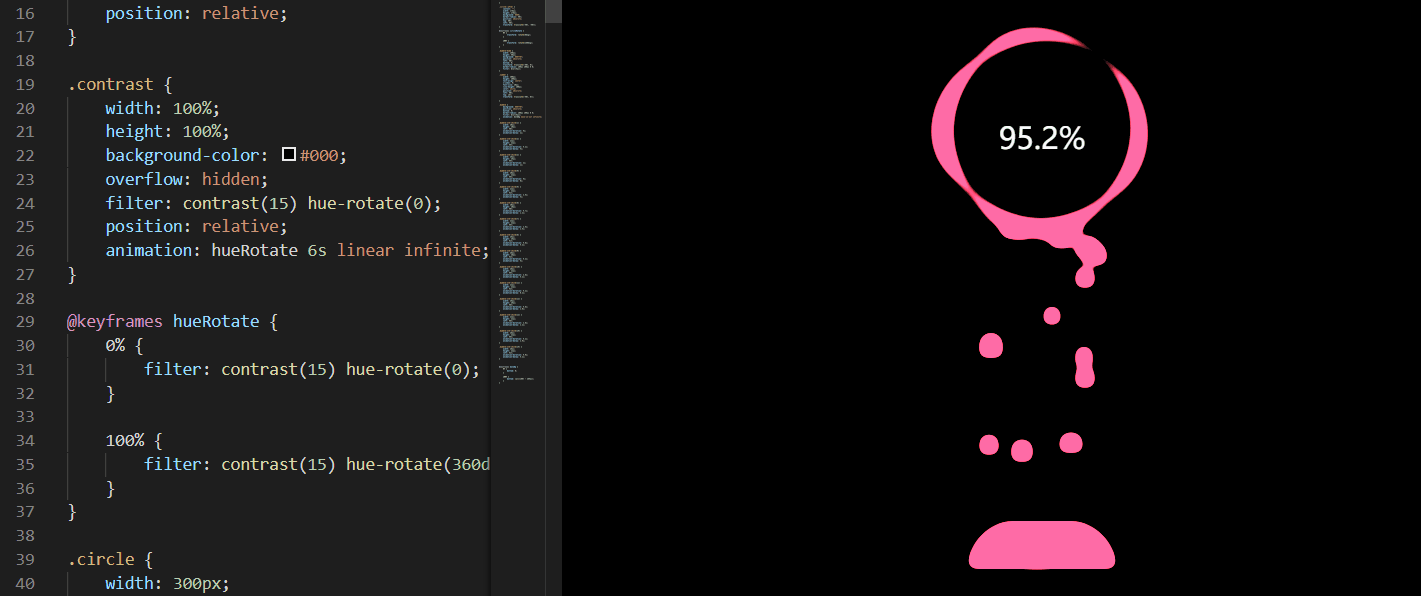 16 position: relative;
17 }
18
19 .contrast {
20 width: 100%;
21 height: 100%;
22 background-color: #000;
23 overflow: hidden;
24 filter: contrast(15) hue-rotate(0);
25 position: relative;
26 animation: hueRotate 6s linear infinite;
27 }
28
29 @keyframes hueRotate {
30 0% {
31 filter: contrast(15) hue-rotate(0);
32 }
33
34 100% {
35 filter: contrast(15) hue-rotate(360d
36 }
37 }
38
39 .circle {
40 width: 300px;
95.2%